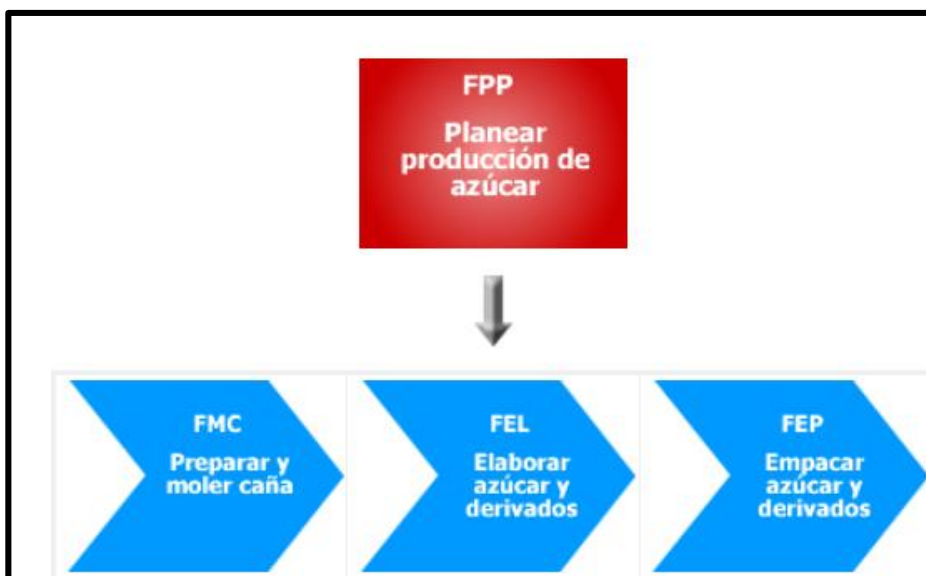 FPP
Planear
producción de
azúcar
FMC
Preparar y
moler caña
FEL
Elaborar
azúcar y
derivados
FEP
Empacar
azúcar y
derivados